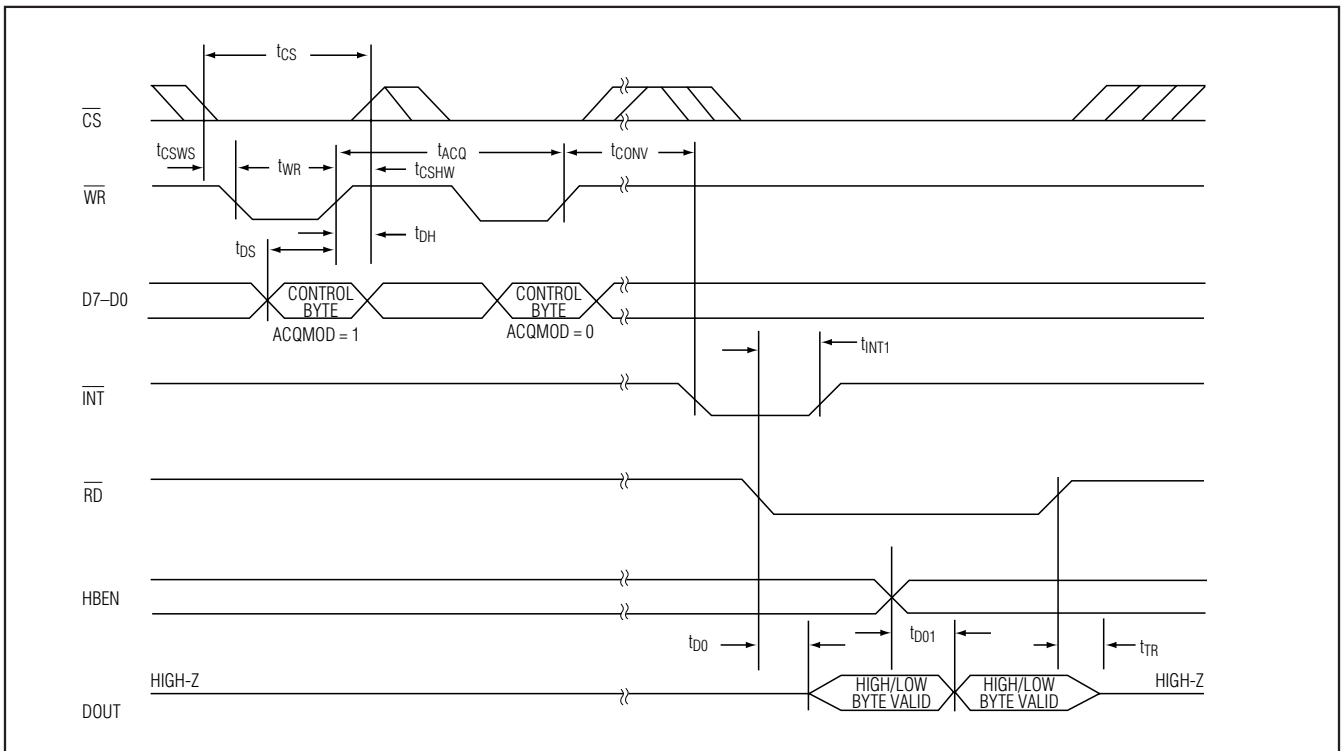 tCS
CS
tCSWS
tWR
tACQ
tCONV
tCSHW
WR
tDS
tDH
D7–D0
CONTROL
BYTE
ACQMOD = 1
CONTROL
BYTE
ACQMOD = 0
tINT1
INT
RD
HBEN
tD0
tD01
tTR
HIGH-Z
DOUT
HIGH/LOW
BYTE VALID
HIGH/LOW
BYTE VALID
HIGH-Z